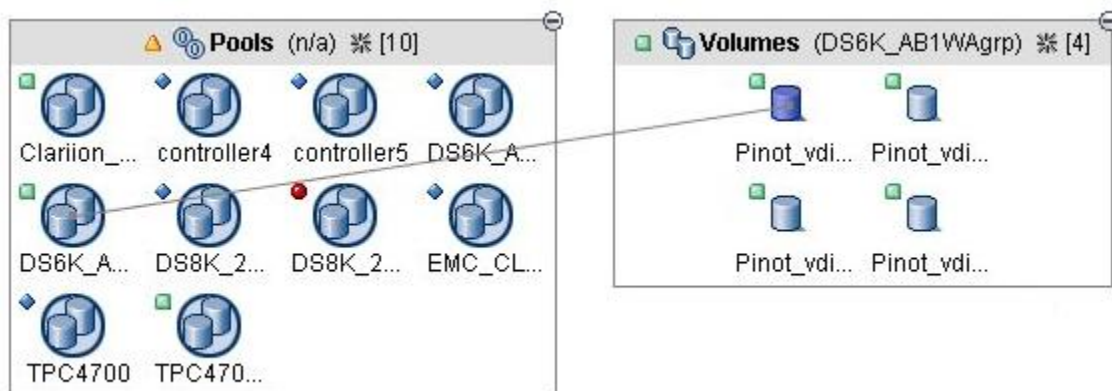 Pools (n/a) [10]
Clariion_... controller4 controller5 DS6K_A...
DS6K_A... DS8K_2... DS8K_2... EMC_CL...
TPC4700 TPC470...
Volumes (DS6K_AB1WAgrp) [4]
Pinot_vdi... Pinot_vdi...
Pinot_vdi... Pinot_vdi...